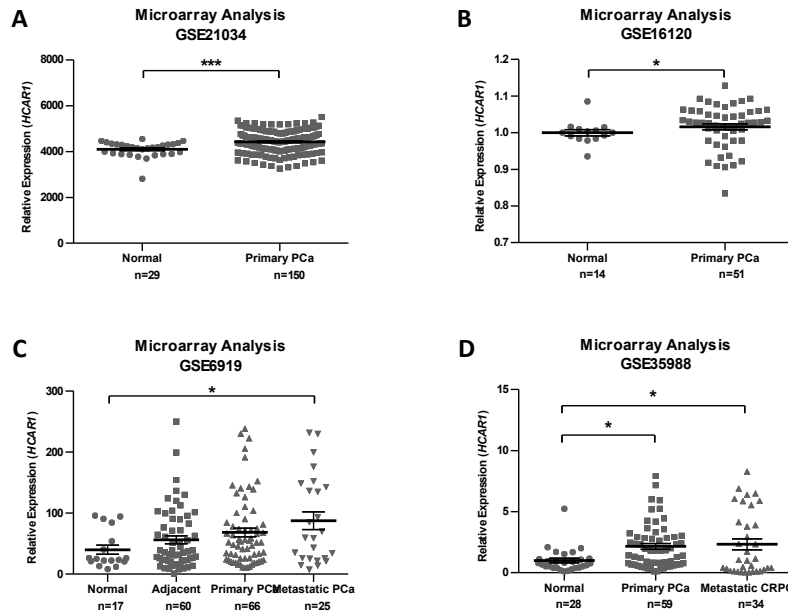 A
Microarray Analysis
GSE21034
***
Relative Expression (HCAR1)
8000
6000
4000
2000
0
Normal
Primary PCa
n=29
n=150
B
Microarray Analysis
GSE16120
*
Relative Expression (HCAR1)
1.2
1.1
1.0
0.9
0.8
0.7
Normal
Primary PCa
n=14
n=51
C
Microarray Analysis
GSE6919
*
Relative Expression (HCAR1)
300
200
100
0
Normal
Adjacent
Primary PCa
Metastatic PCa
n=17
n=60
n=66
n=25
D
Microarray Analysis
GSE35988
*
*
Relative Expression (HCAR1)
15
10
5
0
Normal
Primary PCa
Metastatic CRPC
n=28
n=59
n=34